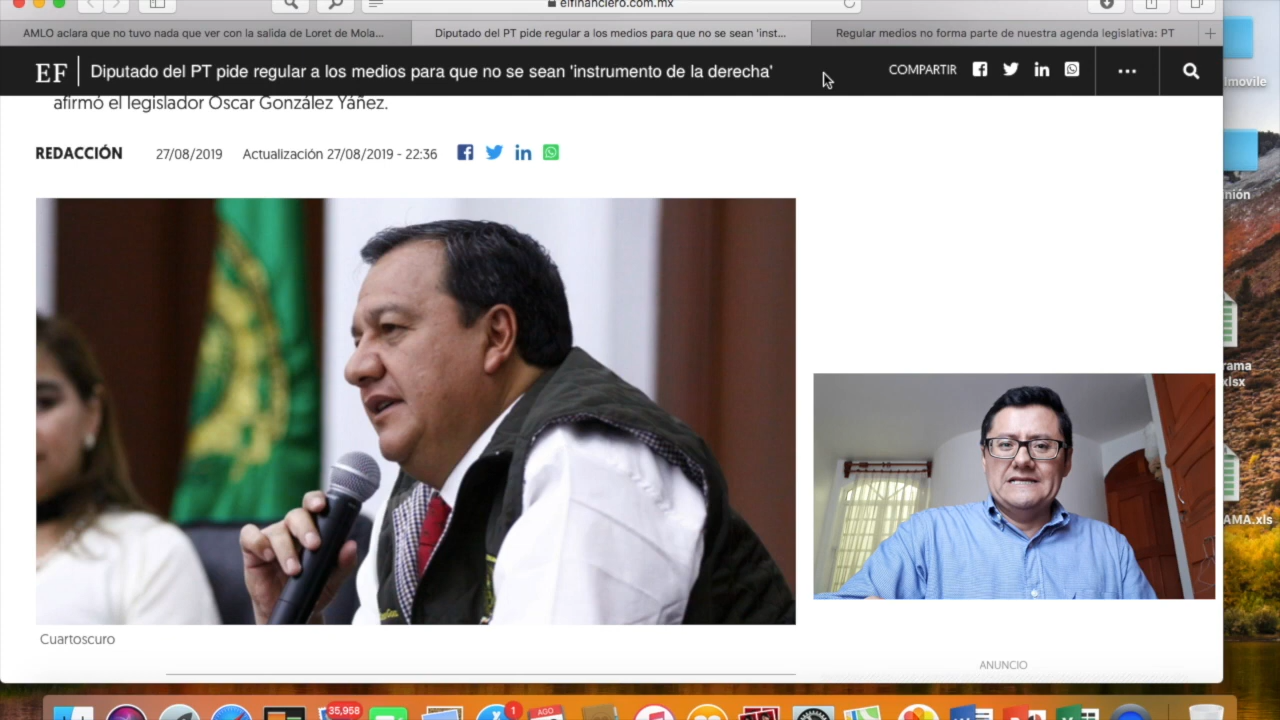 elfinanciero.com.mx
AMLO aclara que no tuvo nada que ver con la salida de Loret de Mola...
Diputado del PT pide regular a los medios para que no se sean 'inst...
Regular medios no forma parte de nuestra agenda legislativa: PT
EF
Diputado del PT pide regular a los medios para que no se sean 'instrumento de la derecha'
COMPARTIR
afirmó el legislador Óscar González Yáñez.
REDACCIÓN 27/08/2019 Actualización 27/08/2019 - 22:36
Cuartoscuro
ANUNCIO
lmovile
nión
rama
xlsx
AMA.xls
35,958
1
AGO